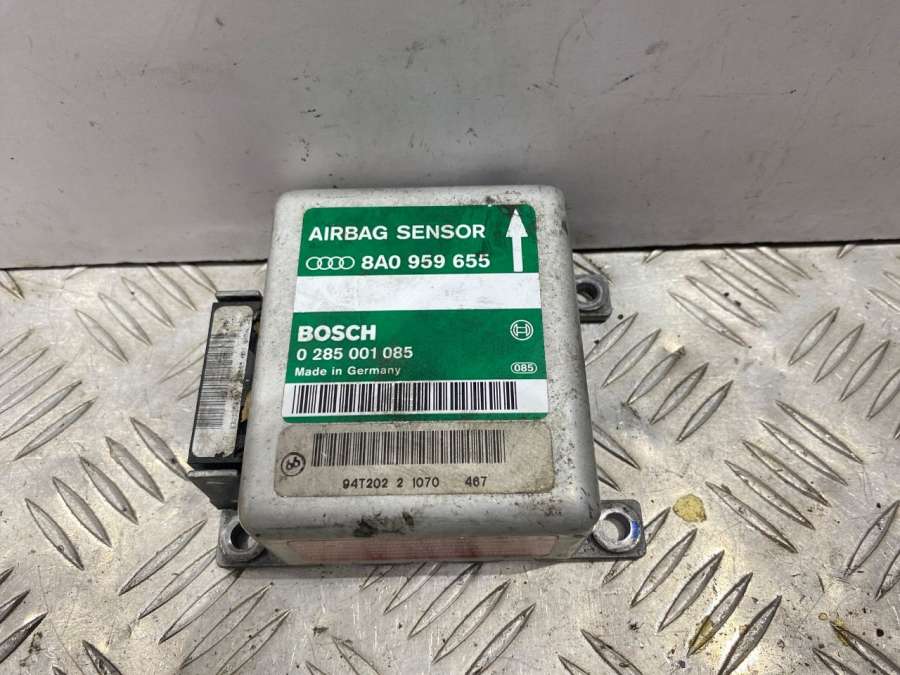 AIRBAG SENSOR
8A0 959 655
BOSCH
0 285 001 085
Made in Germany
085
94T202 2 1070 467